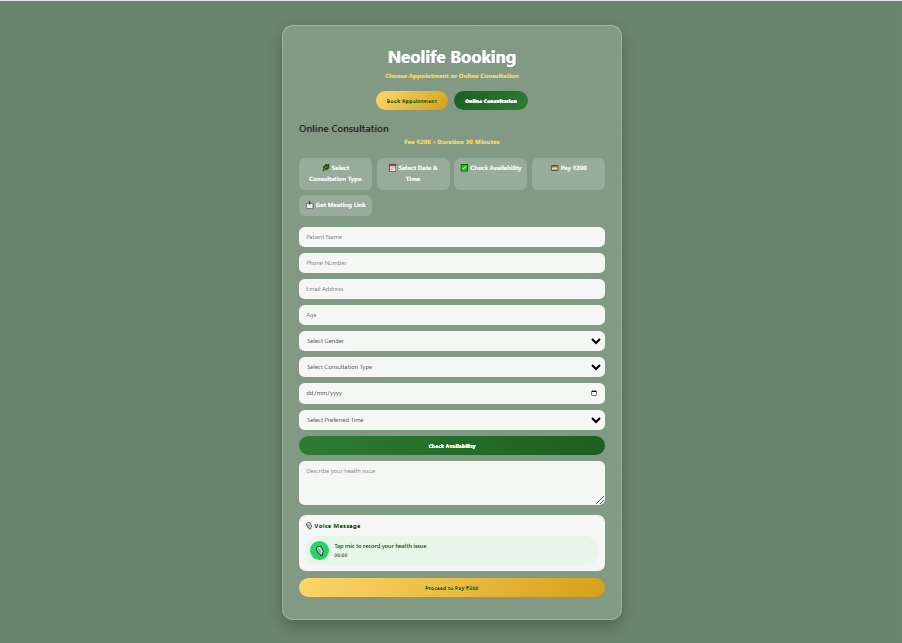 Neolife Booking
Choose Appointment or Online Consultation
Book Appointment
Online Consultation
Online Consultation
Fee ₹200 • Duration 30 Minutes
🌿 Select
Consultation Type
📅 Select Date &
Time
✅ Check Availability
💳 Pay ₹200
📩 Get Meeting Link
Patient Name
Phone Number
Email Address
Age
Select Gender
Select Consultation Type
dd/mm/yyyy
Select Preferred Time
Check Availability
Describe your health issue
🎙 Voice Message
Tap mic to record your health issue
00:00
Proceed to Pay ₹200